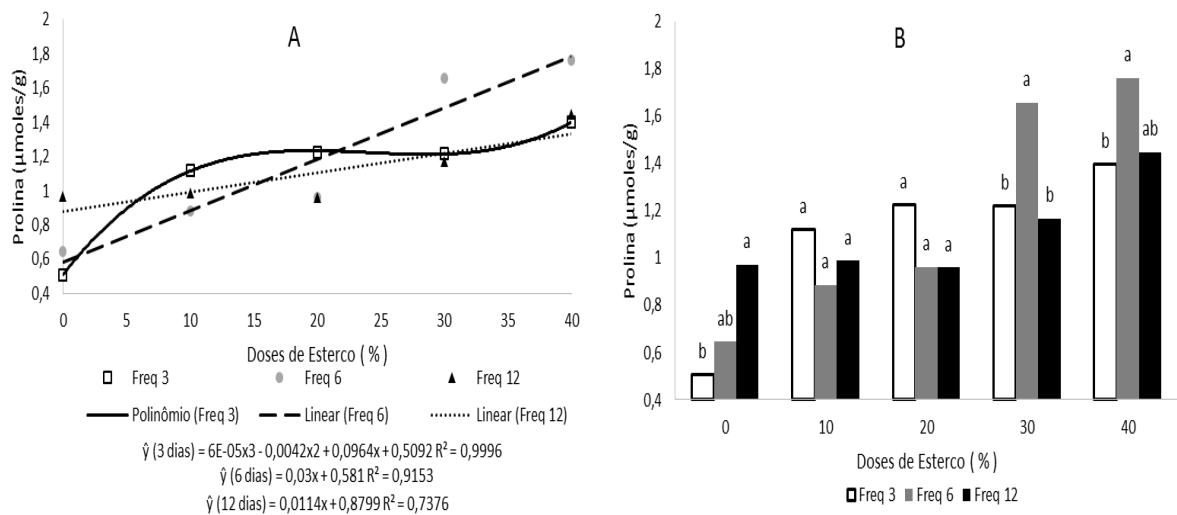 A
Prolina (µmoles/g)
2
1,8
1,6
1,4
1,2
1
0,8
0,6
0,4
0 5 10 15 20 25 30 35 40
Doses de Esterco ( % )
Freq 3 Freq 6 Freq 12
Polinômio (Freq 3) Linear (Freq 6) Linear (Freq 12)
ŷ (3 dias) = 6E-05x3 - 0,0042x2 + 0,0964x + 0,5092 R² = 0,9996
ŷ (6 dias) = 0,03x + 0,581 R² = 0,9153
ŷ (12 dias) = 0,0114x + 0,8799 R² = 0,7376
B
Prolina (µmoles/g)
2
1,8
1,6
1,4
1,2
1
0,8
0,6
0,4
b ab a
a a a
a a a
b a b
b a ab
0 10 20 30 40
Doses de Esterco ( % )
Freq 3 Freq 6 Freq 12